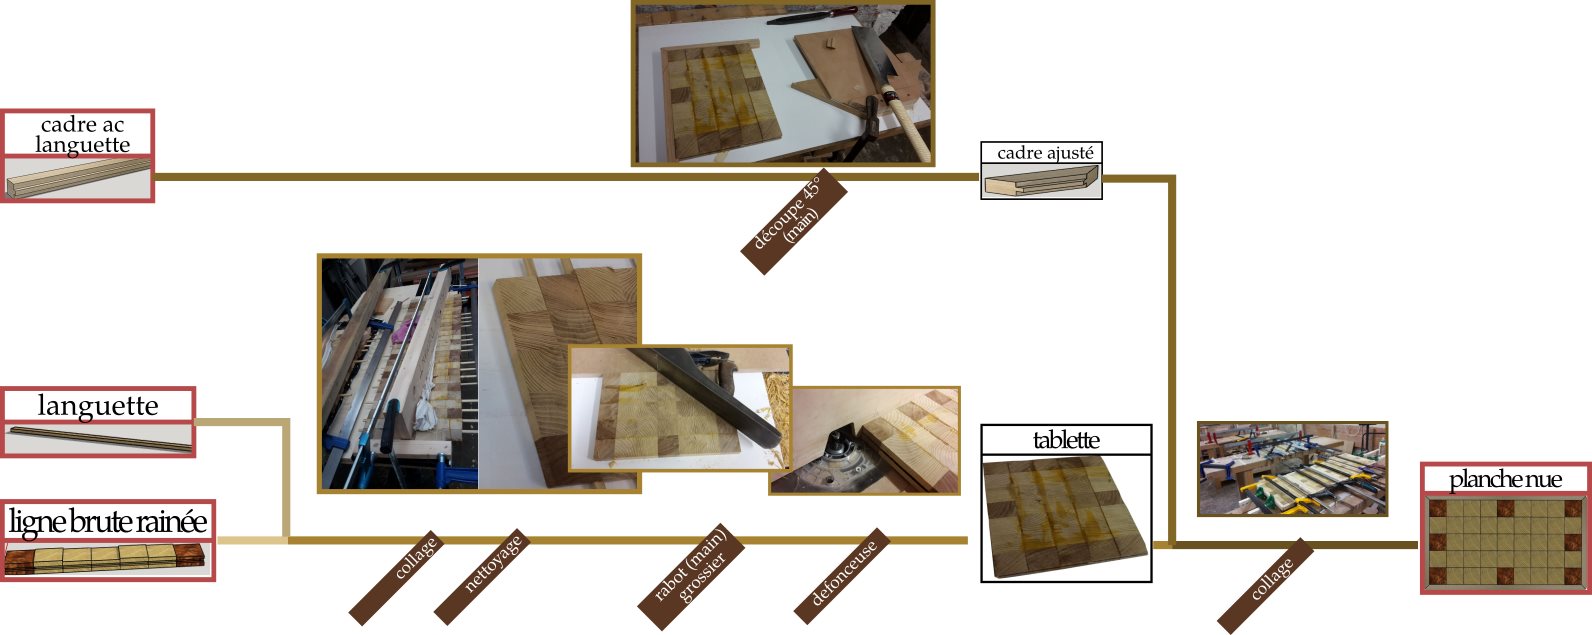 cadre ac
languette
découpe 45°
(main)
cadre ajusté
languette
ligne brute rainée
collage
nettoyage
rabot (main)
grossier
defonceuse
tablette
collage
planche nue